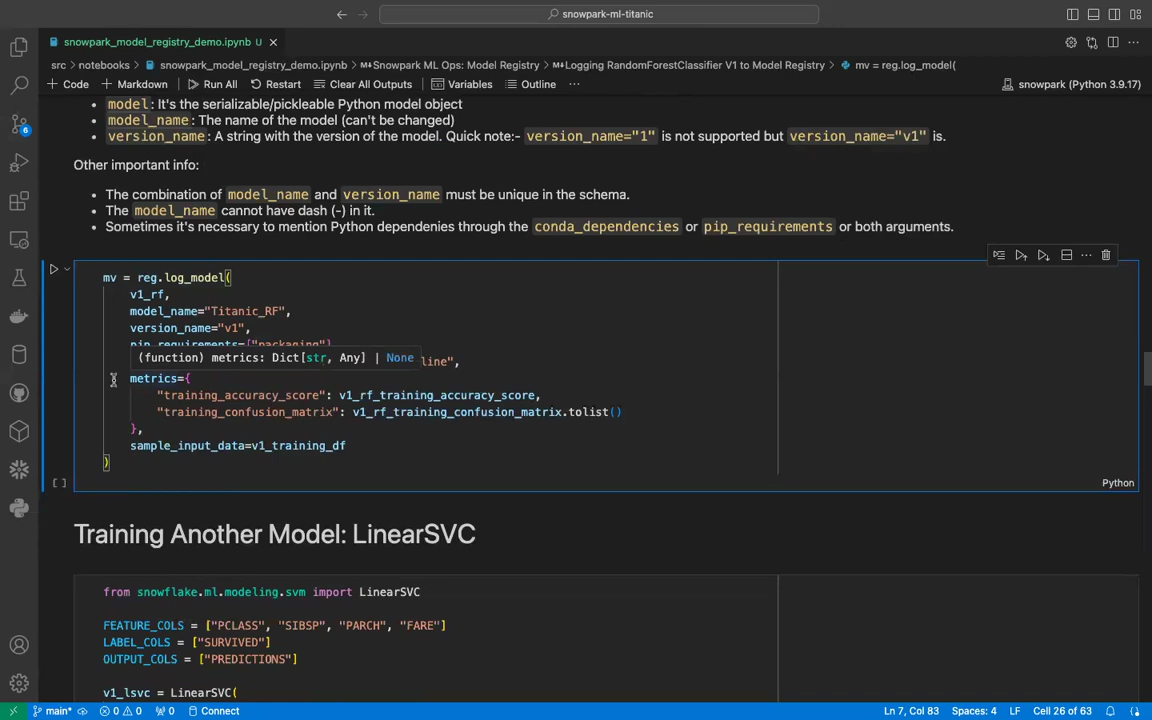 snowpark-ml-titanic
snowpark_model_registry_demo.ipynb U
src > notebooks > snowpark_model_registry_demo.ipynb > Snowpark ML Ops: Model Registry > Logging RandomForestClassifier V1 to Model Registry > mv = reg.log_model(
+ Code + Markdown Run All Restart Clear All Outputs Variables Outline ··· snowpark (Python 3.9.17)
model: It's the serializable/pickleable Python model object
model_name: The name of the model (can't be changed)
version_name: A string with the version of the model. Quick note:- version_name="1" is not supported but version_name="v1" is.
Other important info:
The combination of model_name and version_name must be unique in the schema.
The model_name cannot have dash (-) in it.
Sometimes it's necessary to mention Python dependenies through the conda_dependencies or pip_requirements or both arguments.
mv = reg.log_model(
v1_rf,
model_name="Titanic_RF",
version_name="v1",
pip_requirements=["packaging"]
(function) metrics: Dict[str, Any] | None
line",
metrics={
"training_accuracy_score": v1_rf_training_accuracy_score,
"training_confusion_matrix": v1_rf_training_confusion_matrix.tolist()
},
sample_input_data=v1_training_df
)
[ ]
Python
Training Another Model: LinearSVC
from snowflake.ml.modeling.svm import LinearSVC
FEATURE_COLS = ["PCLASS", "SIBSP", "PARCH", "FARE"]
LABEL_COLS = ["SURVIVED"]
OUTPUT_COLS = ["PREDICTIONS"]
v1_lsvc = LinearSVC(
6
main* 0 0 0 Connect Ln 7, Col 83 Spaces: 4 LF Cell 26 of 63